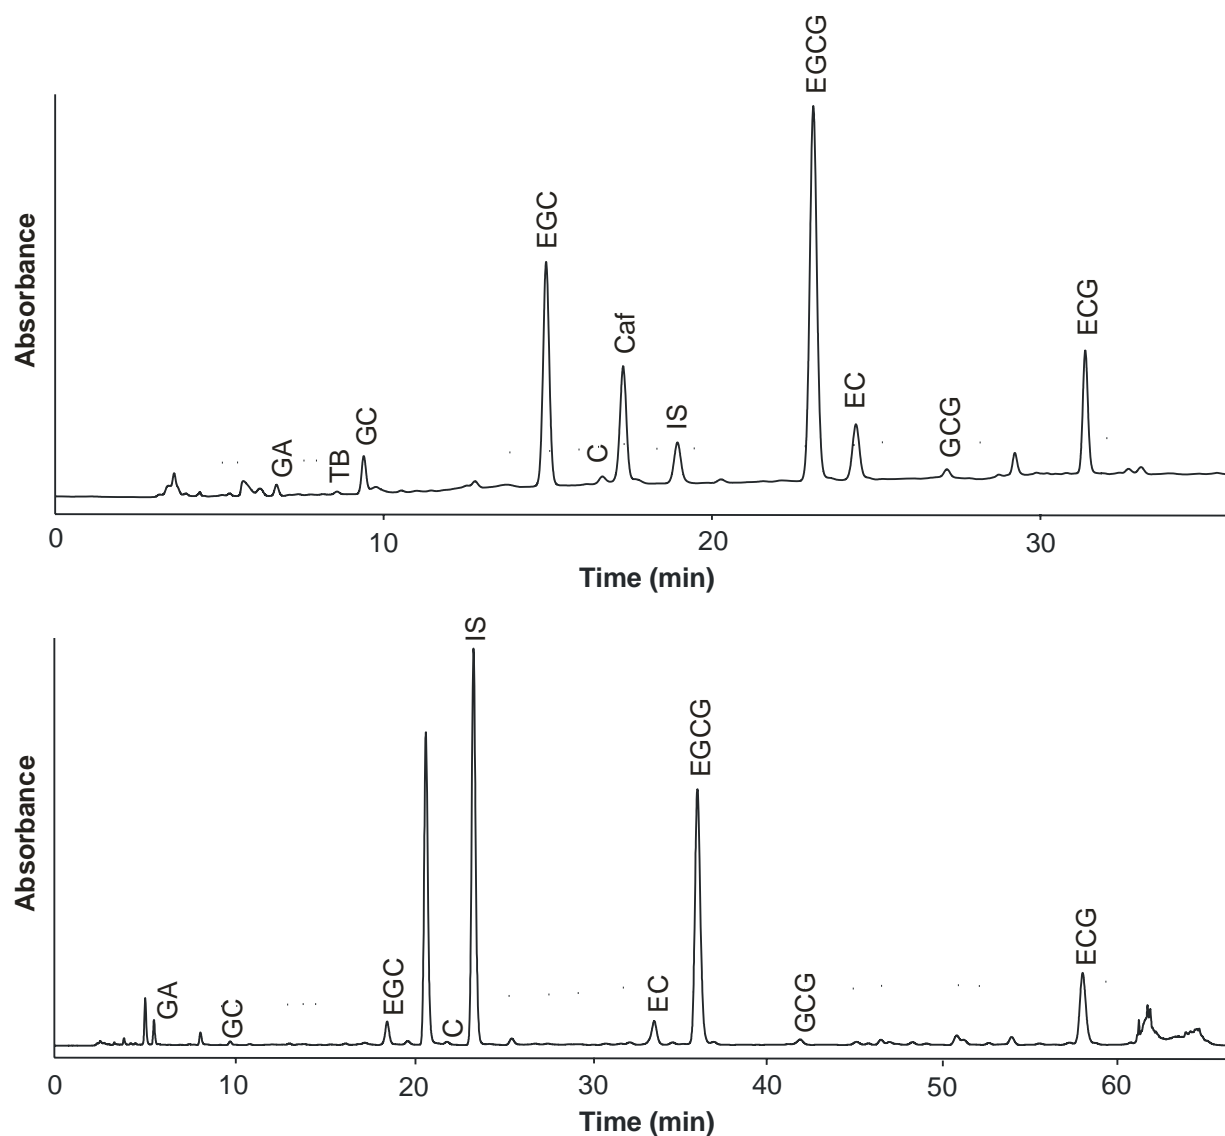 Absorbance
GA
TB
GC
EGC
C
Caf
IS
EGCG
EC
GCG
ECG
0
10
20
30
Time (min)
Absorbance
GA
GC
EGC
C
IS
EC
EGCG
GCG
ECG
0
10
20
30
40
50
60
Time (min)